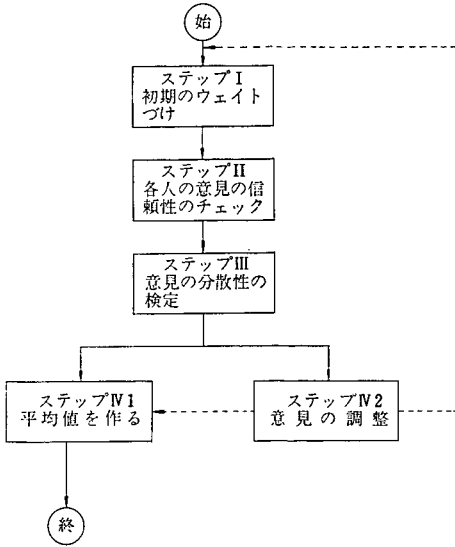 始
ステップⅠ
初期のウェイト
づけ
ステップⅡ
各人の意見の信
頼性のチェック
ステップⅢ
意見の分散性の
検定
ステップⅣ1
平均値を作る
ステップⅣ2
意見の調整
終